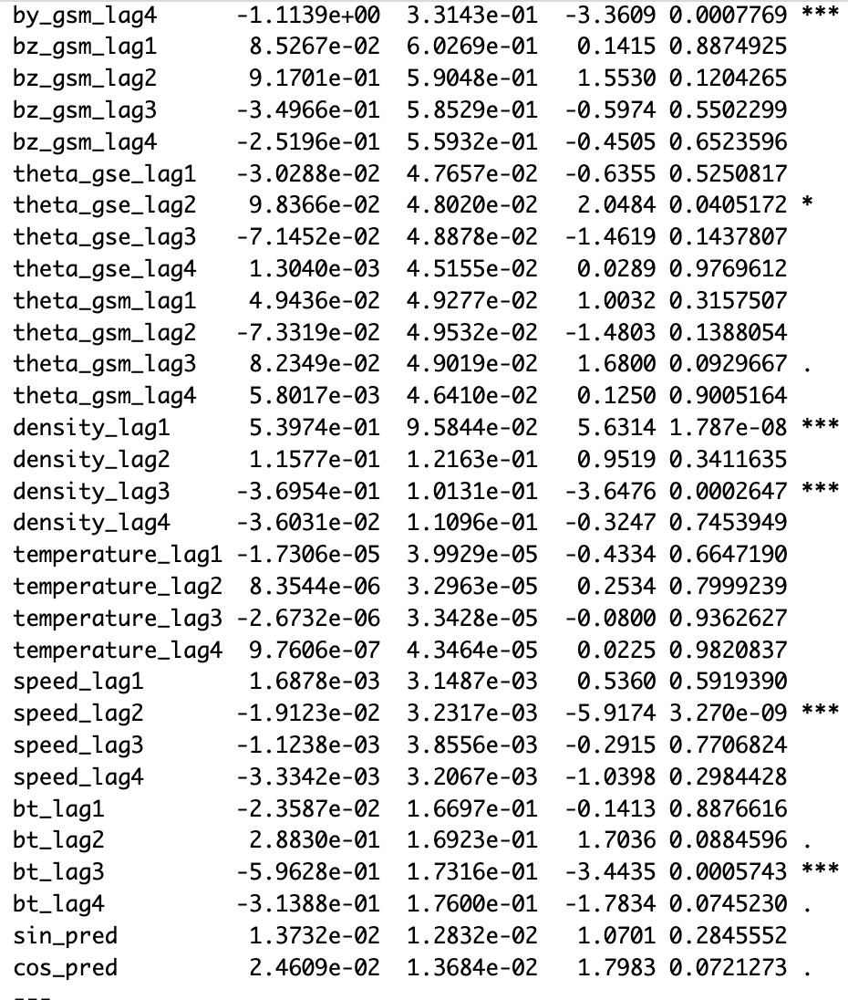 by_gsm_lag4 -1.1139e+00 3.3143e-01 -3.3609 0.0007769 ***
bz_gsm_lag1 8.5267e-02 6.0269e-01 0.1415 0.8874925
bz_gsm_lag2 9.1701e-01 5.9048e-01 1.5530 0.1204265
bz_gsm_lag3 -3.4966e-01 5.8529e-01 -0.5974 0.5502299
bz_gsm_lag4 -2.5196e-01 5.5932e-01 -0.4505 0.6523596
theta_gse_lag1 -3.0288e-02 4.7657e-02 -0.6355 0.5250817
theta_gse_lag2 9.8366e-02 4.8020e-02 2.0484 0.0405172 *
theta_gse_lag3 -7.1452e-02 4.8878e-02 -1.4619 0.1437807
theta_gse_lag4 1.3040e-03 4.5155e-02 0.0289 0.9769612
theta_gsm_lag1 4.9436e-02 4.9277e-02 1.0032 0.3157507
theta_gsm_lag2 -7.3319e-02 4.9532e-02 -1.4803 0.1388054
theta_gsm_lag3 8.2349e-02 4.9019e-02 1.6800 0.0929667 .
theta_gsm_lag4 5.8017e-03 4.6410e-02 0.1250 0.9005164
density_lag1 5.3974e-01 9.5844e-02 5.6314 1.787e-08 ***
density_lag2 1.1577e-01 1.2163e-01 0.9519 0.3411635
density_lag3 -3.6954e-01 1.0131e-01 -3.6476 0.0002647 ***
density_lag4 -3.6031e-02 1.1096e-01 -0.3247 0.7453949
temperature_lag1 -1.7306e-05 3.9929e-05 -0.4334 0.6647190
temperature_lag2 8.3544e-06 3.2963e-05 0.2534 0.7999239
temperature_lag3 -2.6732e-06 3.3428e-05 -0.0800 0.9362627
temperature_lag4 9.7606e-07 4.3464e-05 0.0225 0.9820837
speed_lag1 1.6878e-03 3.1487e-03 0.5360 0.5919390
speed_lag2 -1.9123e-02 3.2317e-03 -5.9174 3.270e-09 ***
speed_lag3 -1.1238e-03 3.8556e-03 -0.2915 0.7706824
speed_lag4 -3.3342e-03 3.2067e-03 -1.0398 0.2984428
bt_lag1 -2.3587e-02 1.6697e-01 -0.1413 0.8876616
bt_lag2 2.8830e-01 1.6923e-01 1.7036 0.0884596 .
bt_lag3 -5.9628e-01 1.7316e-01 -3.4435 0.0005743 ***
bt_lag4 -3.1388e-01 1.7600e-01 -1.7834 0.0745230 .
sin_pred 1.3732e-02 1.2832e-02 1.0701 0.2845552
cos_pred 2.4609e-02 1.3684e-02 1.7983 0.0721273 .
---